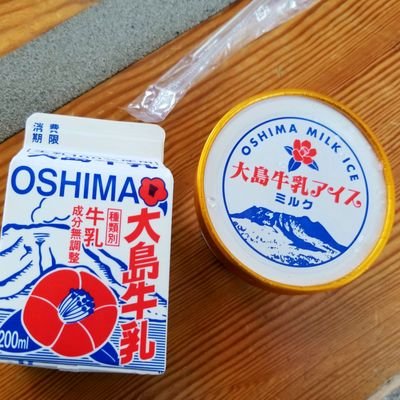 消費
期限
OSHIMA
大島牛乳
種類別
牛乳
成分無調整
200ml
OSHIMA MILK ICE
大島牛乳アイス
ミルク